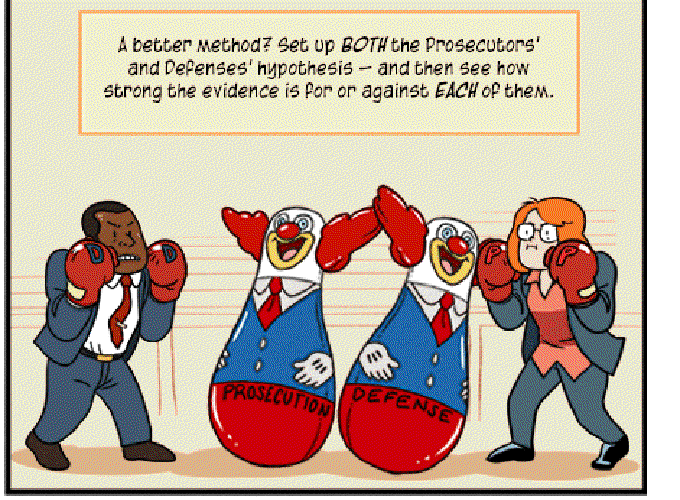 A better method? Set up BOTH the Prosecutors'
and Defenses' hypothesis – and then see how
strong the evidence is for or against EACH of them.
D D P P
PROSECUTION DEFENSE